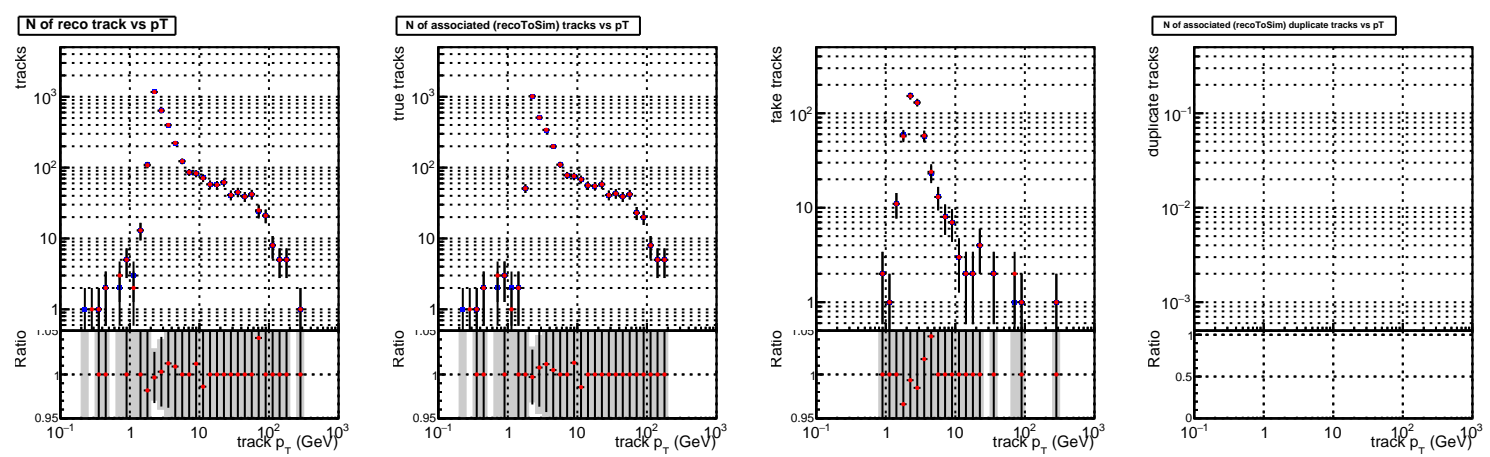 N of reco track vs pT
N of associated (recoToSim) tracks vs pT
N of associated (recoToSim) duplicate tracks vs pT
tracks
10³
10²
10
1
1.05
Ratio
1
0.95
10⁻¹ 1 10 10² 10³
track p_T (GeV)
true tracks
10³
10²
10
1
1.05
Ratio
1
0.95
10⁻¹ 1 10 10² 10³
track p_T (GeV)
fake tracks
10²
10
1
1.05
Ratio
1
0.95
10⁻¹ 1 10 10² 10³
track p_T (GeV)
duplicate tracks
10⁻¹
10⁻²
10⁻³
Ratio
1
0.5
0
10⁻¹ 1 10 10² 10³
track p_T (GeV)